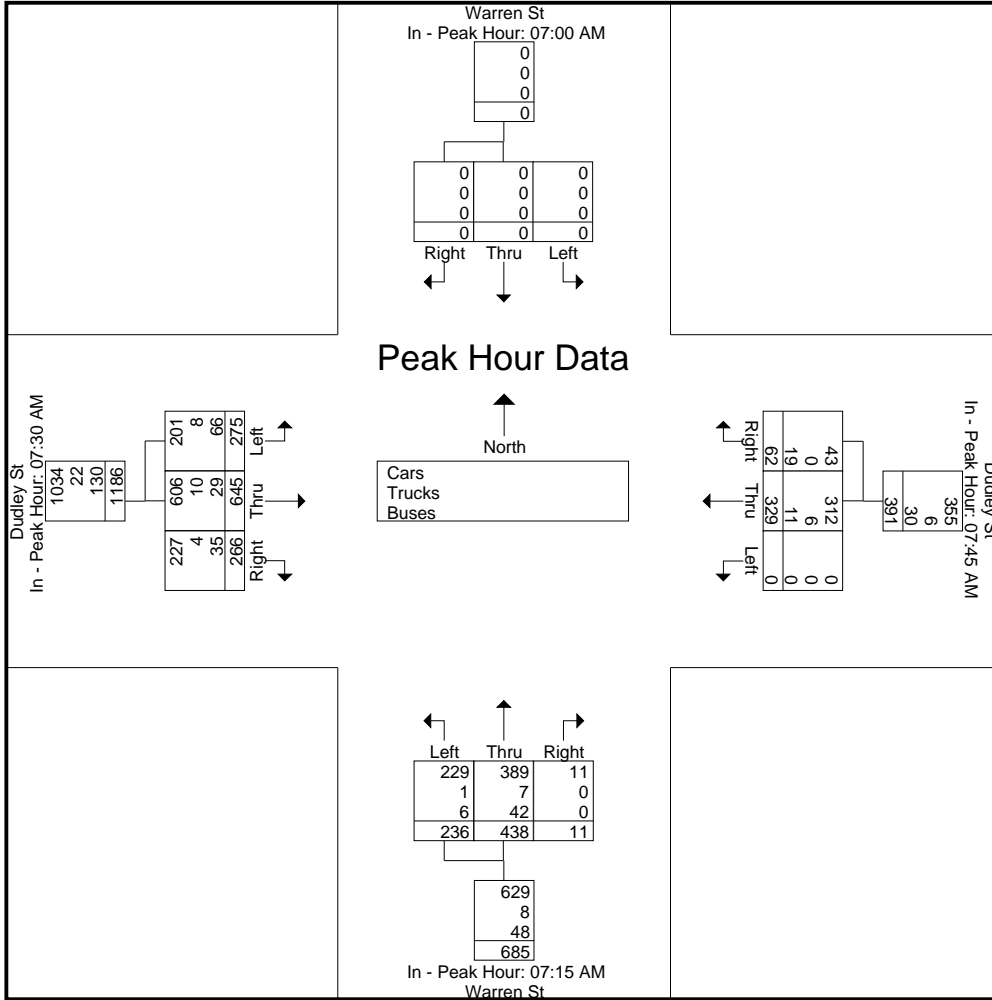 Warren St
In - Peak Hour: 07:00 AM
0
0
0
0
0 0 0
0 0 0
0 0 0
0 0 0
Right Thru Left
Peak Hour Data
North
Cars
Trucks
Buses
Dudley St
In - Peak Hour: 07:30 AM
1034
22
130
1186
201 606 227
8 10 4
66 29 35
275 645 266
Left Thru Right
Dudley St
In - Peak Hour: 07:45 AM
355
6
30
391
43 312 0
0 6 0
19 11 0
62 329 0
Right Thru Left
Left Thru Right
229 389 11
1 7 0
6 42 0
236 438 11
629
8
48
685
In - Peak Hour: 07:15 AM
Warren St